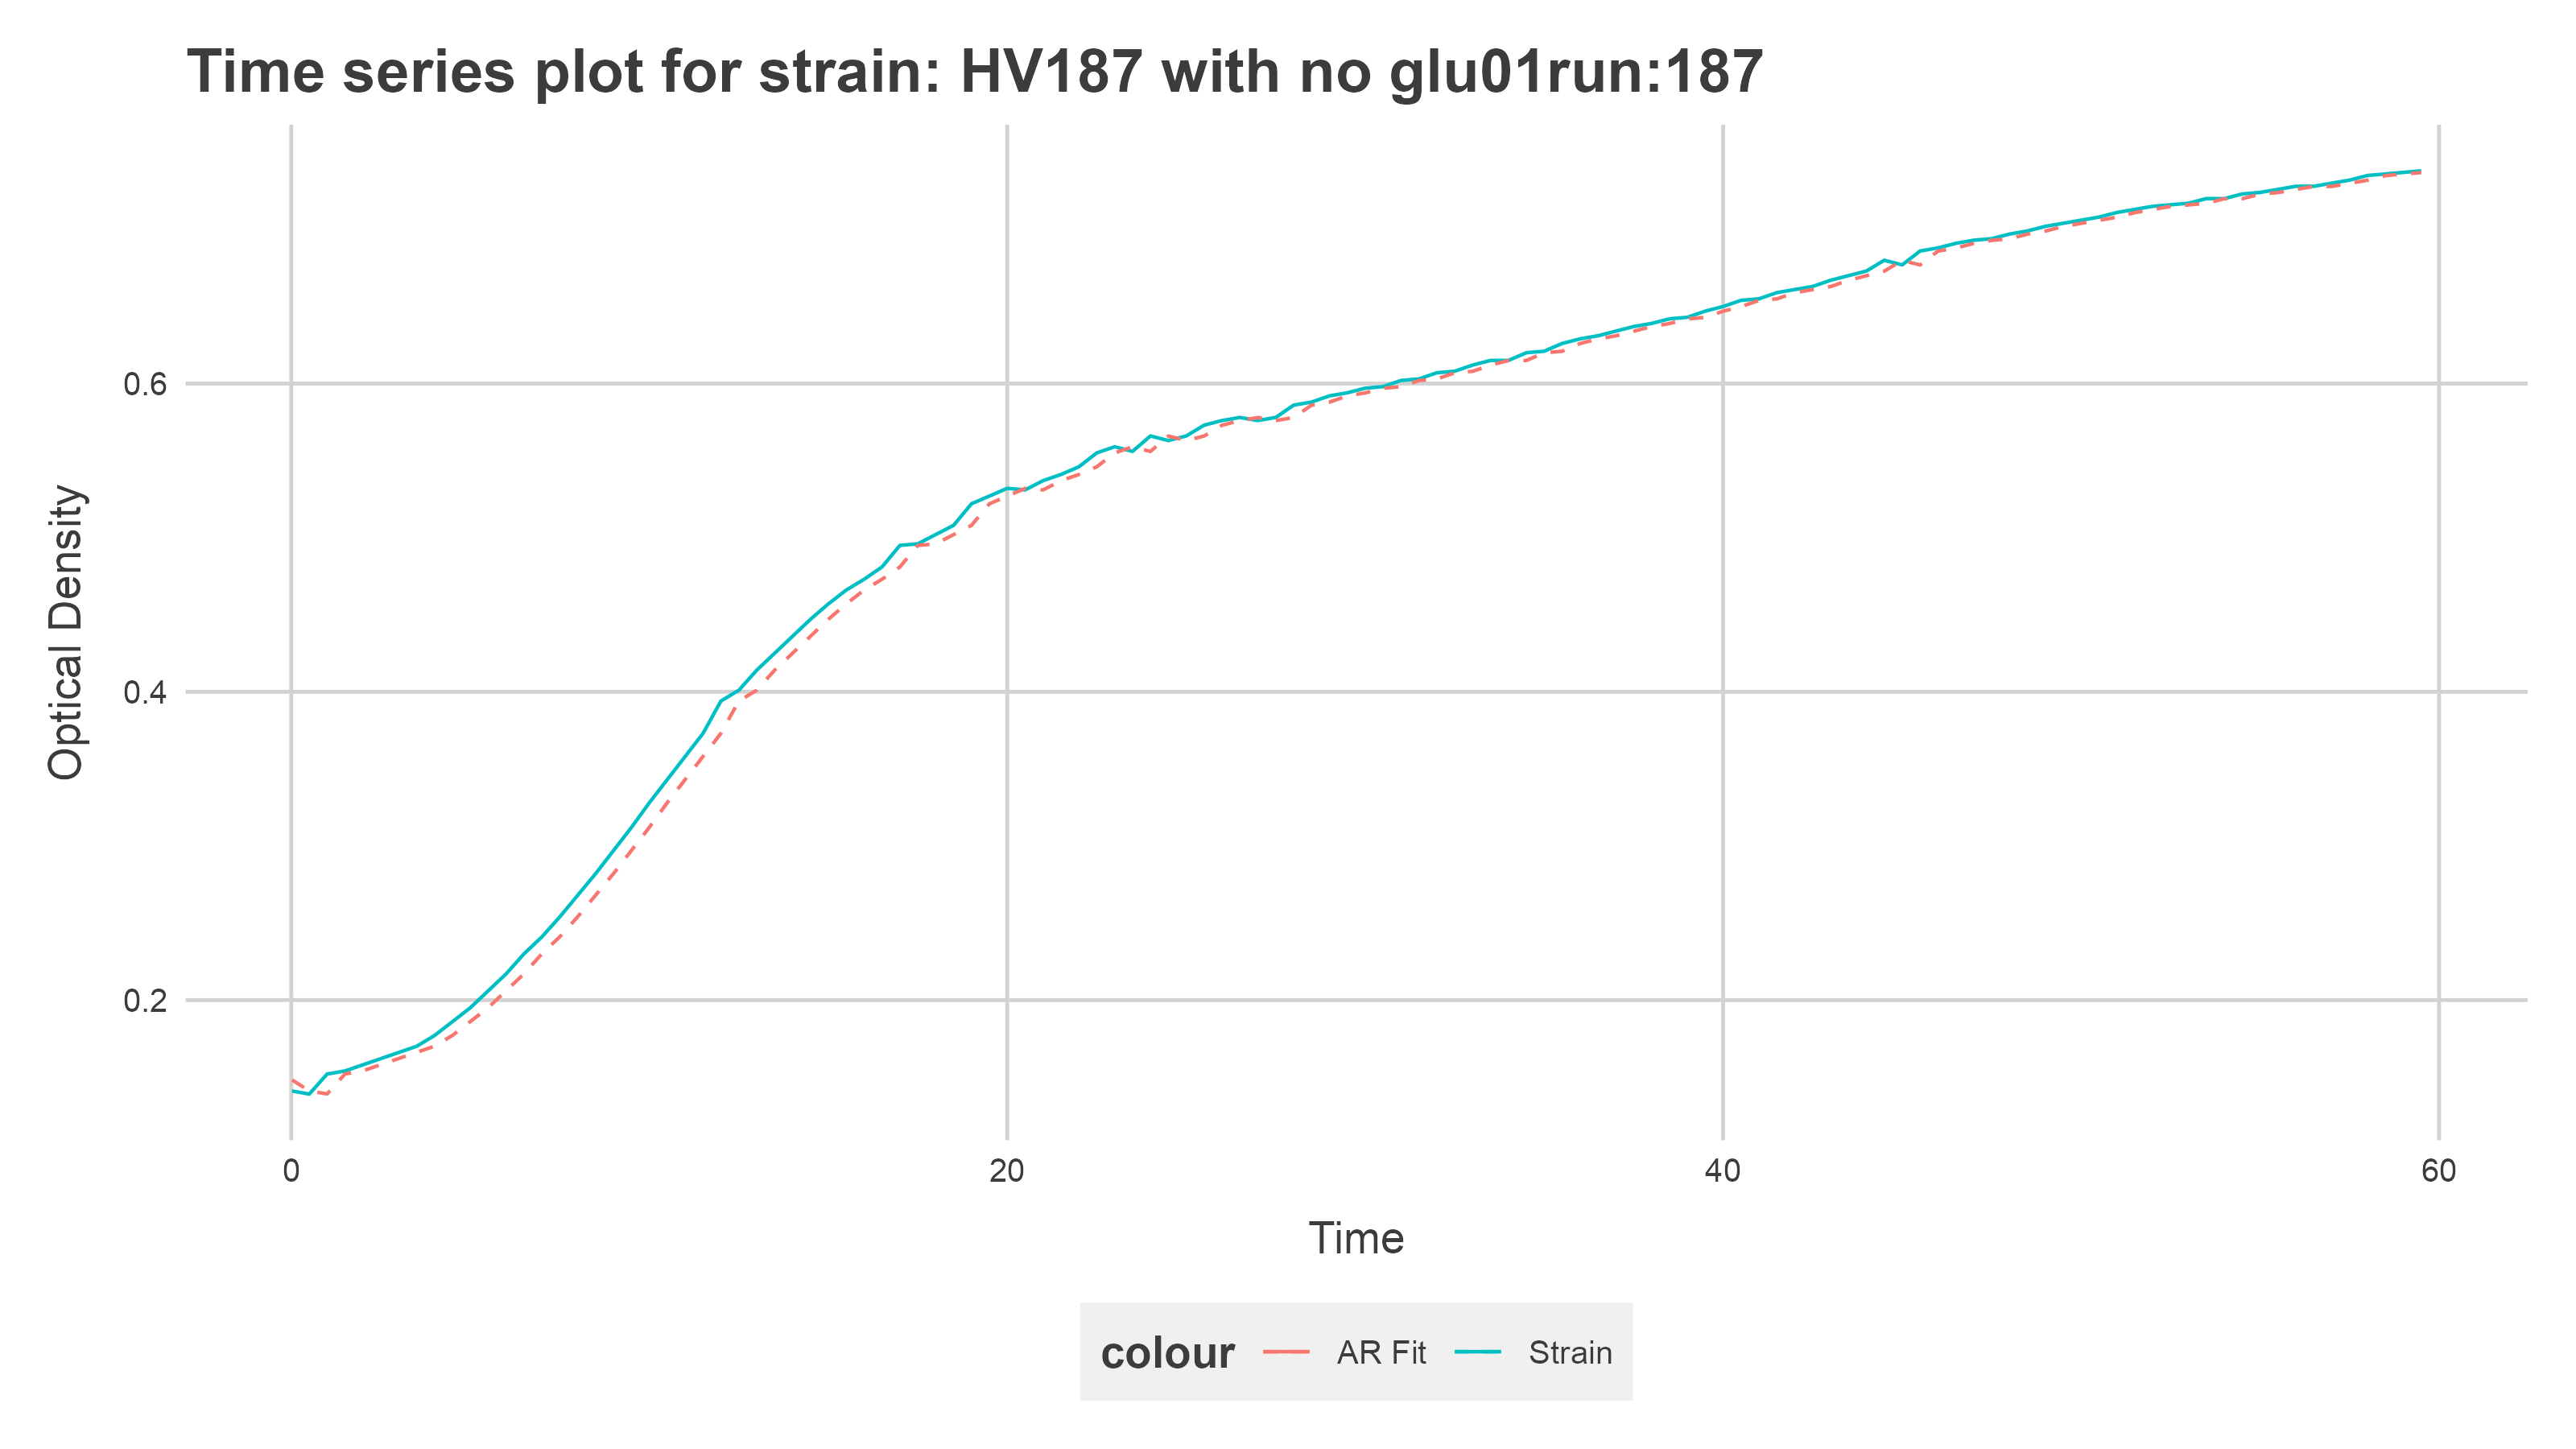 Time series plot for strain: HV187 with no glu01run:187
Optical Density
0.6
0.4
0.2
0 20 40 60
Time
colour AR Fit Strain